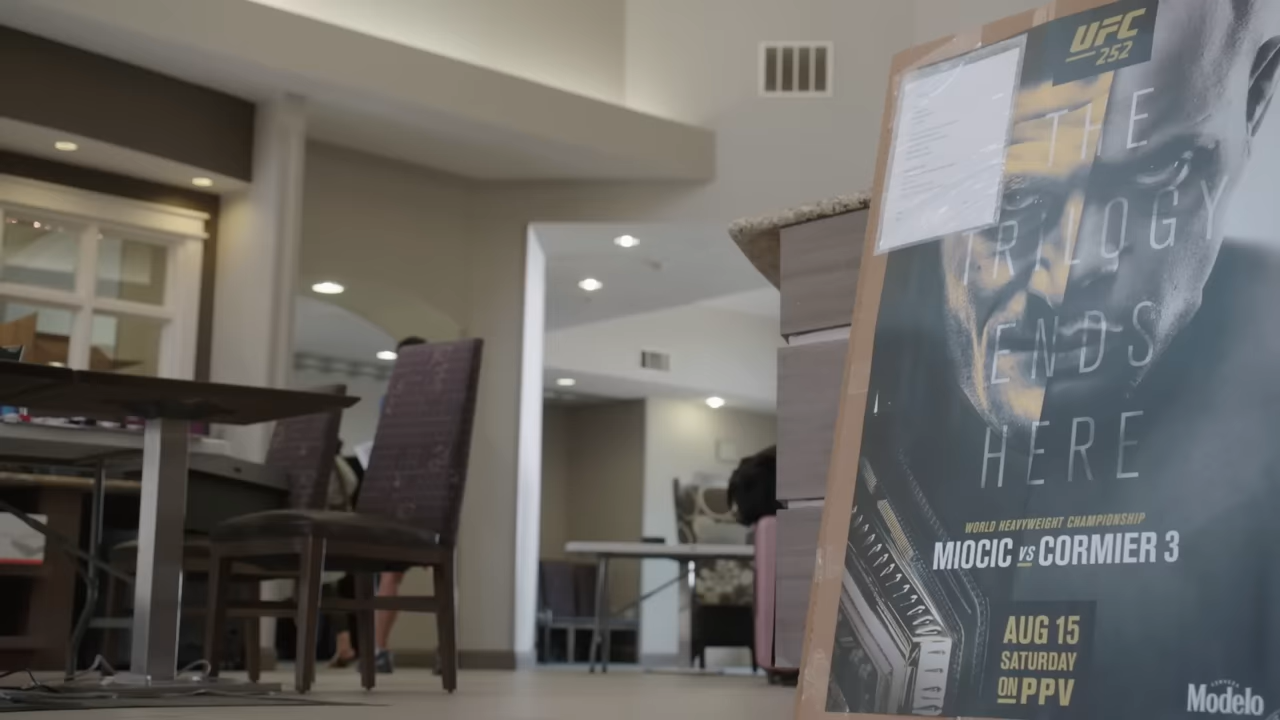 UFC
252
THE
TRILOGY
ENDS
HERE
WORLD HEAVYWEIGHT CHAMPIONSHIP
MIOCIC VS CORMIER 3
AUG 15
SATURDAY
ON PPV
CERVEZA
Modelo